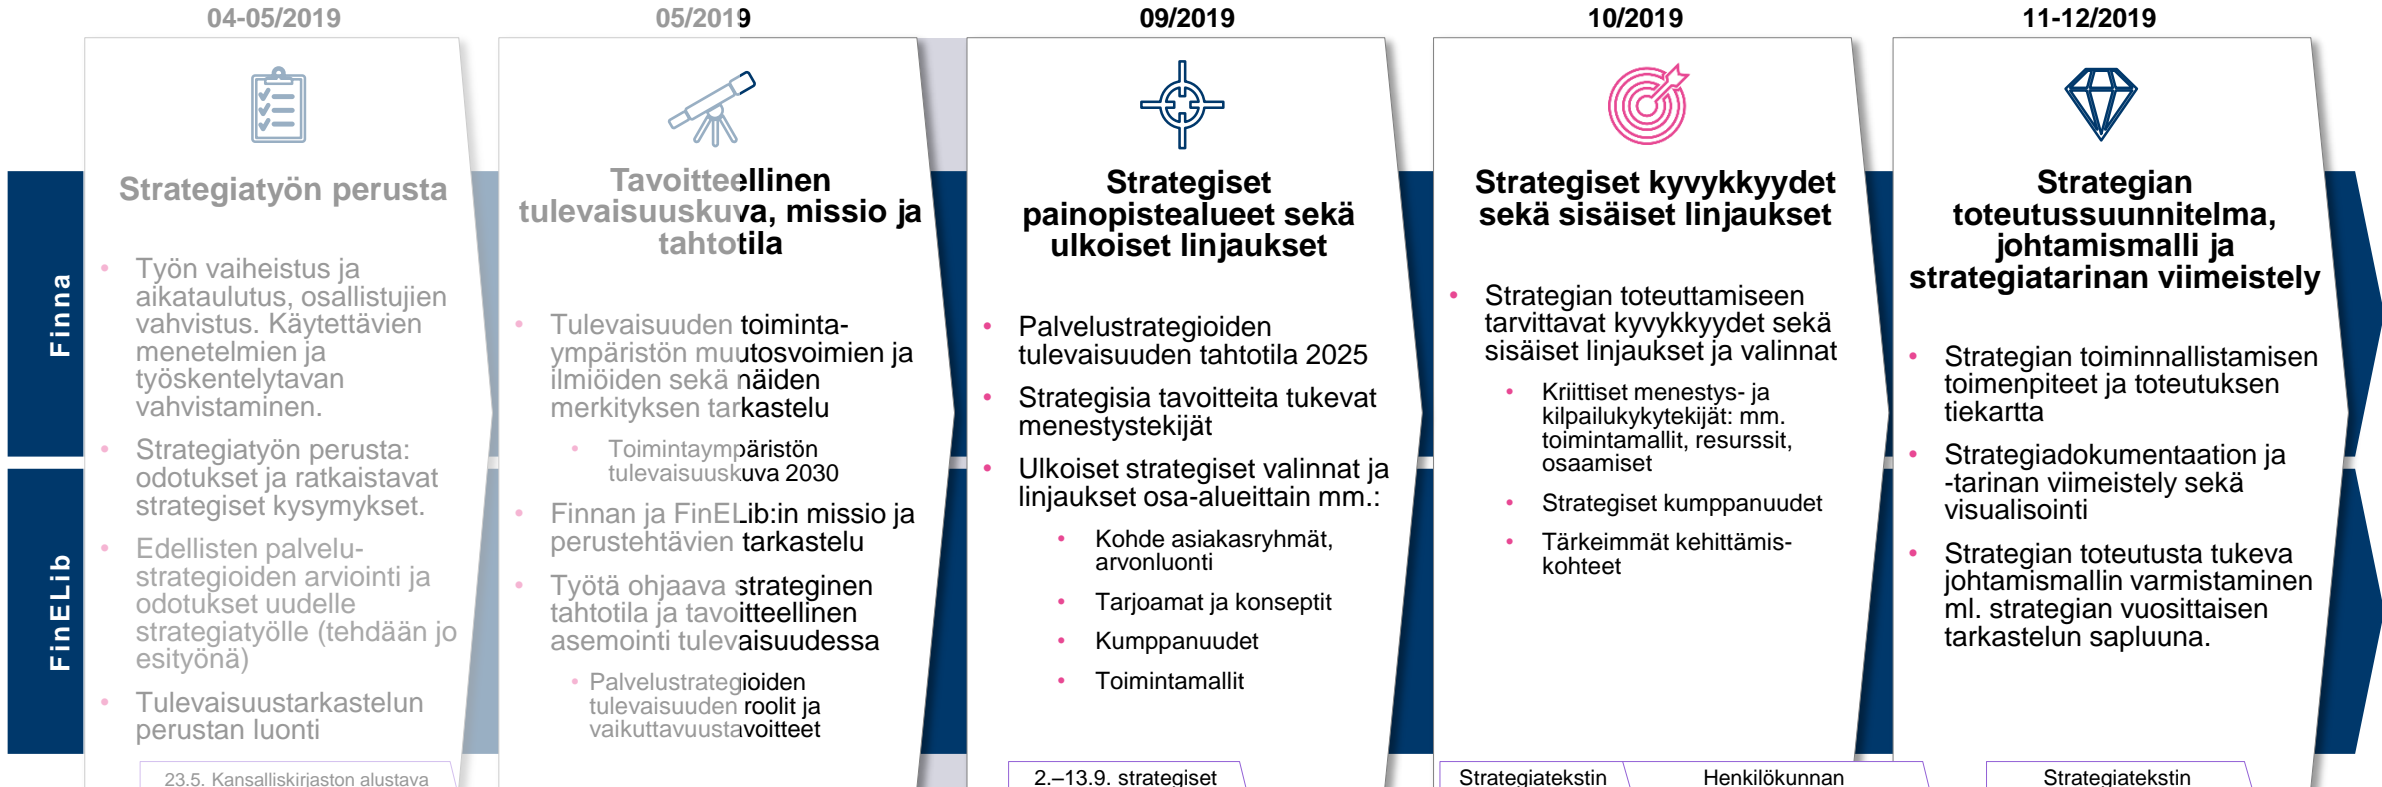 04-05/2019
05/2019
09/2019
10/2019
11-12/2019
Finna
FinELib
Strategiatyön perusta
• Työn vaiheistus ja
aikataulutus, osallistujien
vahvistus. Käytettävien
menetelmien ja
työskentelytavan
vahvistaminen.
• Strategiatyön perusta:
odotukset ja ratkaistavat
strategiset kysymykset.
• Edellisten palvelu-
strategioiden arviointi ja
odotukset uudelle
strategiatyölle (tehdään jo
esityönä)
• Tulevaisuustarkastelun
perustan luonti
23.5. Kansalliskirjaston alustava
Tavoitteellinen
tulevaisuuskuva, missio ja
tahtotila
• Tulevaisuuden toiminta-
ympäristön muutosvoimien ja
ilmiöiden sekä näiden
merkityksen tarkastelu
• Toimintaympäristön
tulevaisuuskuva 2030
• Finnan ja FinELib:in missio ja
perustehtävien tarkastelu
• Työtä ohjaava strateginen
tahtotila ja tavoitteellinen
asemointi tulevaisuudessa
• Palvelustrategioiden
tulevaisuuden roolit ja
vaikuttavuustavoitteet
Strategiset
painopistealueet sekä
ulkoiset linjaukset
• Palvelustrategioiden
tulevaisuuden tahtotila 2025
• Strategisia tavoitteita tukevat
menestystekijät
• Ulkoiset strategiset valinnat ja
linjaukset osa-alueittain mm.:
• Kohde asiakasryhmät,
arvonluonti
• Tarjoamat ja konseptit
• Kumppanuudet
• Toimintamallit
2.–13.9. strategiset
Strategiset kyvykkyydet
sekä sisäiset linjaukset
• Strategian toteuttamiseen
tarvittavat kyvykkyydet sekä
sisäiset linjaukset ja valinnat
• Kriittiset menestys- ja
kilpailukykytekijät: mm.
toimintamallit, resurssit,
osaamiset
• Strategiset kumppanuudet
• Tärkeimmät kehittämis-
kohteet
Strategiatekstin
Henkilökunnan
Strategian
toteutussuunnitelma,
johtamismalli ja
strategiatarinan viimeistely
• Strategian toiminnallistamisen
toimenpiteet ja toteutuksen
tiekartta
• Strategiadokumentaation ja
-tarinan viimeistely sekä
visualisointi
• Strategian toteutusta tukeva
johtamismallin varmistaminen
ml. strategian vuosittaisen
tarkastelun sapluuna.
Strategiatekstin